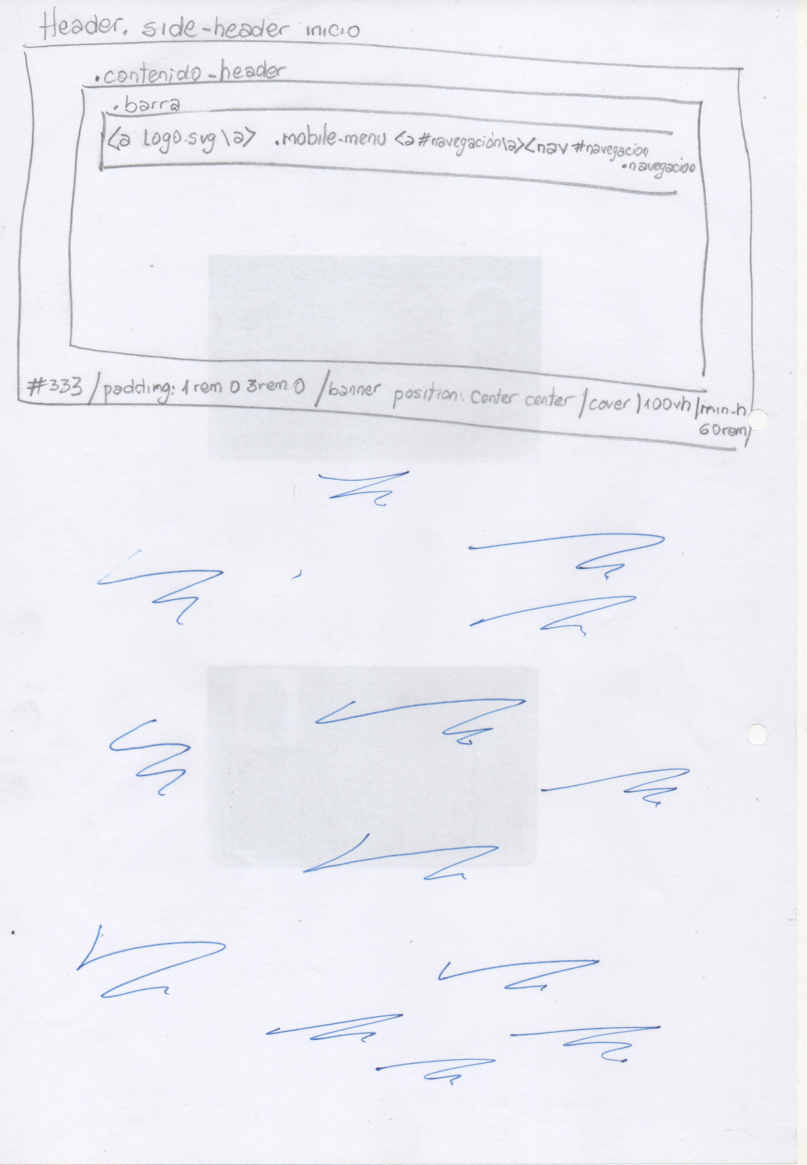 Header. side-header inicio
.contenido-header
.barra
<a Logo.svg \a> .mobile-menu <a #navegación\a><nav #navegacion
.navegacion
#333 / padding: 1rem 0 3rem 0 / banner position: center center / cover / 100vh / min-h
60rem/